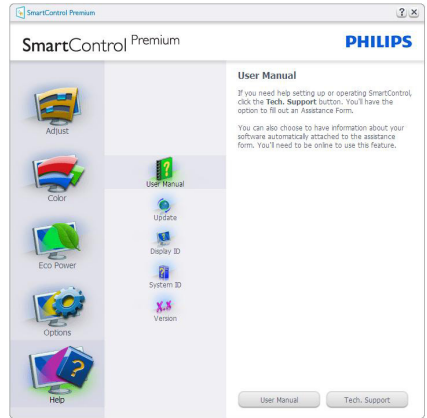 SmartControl Premium
? ×
SmartControl Premium
PHILIPS
Adjust
Color
Eco Power
Options
Help
User Manual
Update
Display ID
System ID
X.X
Version
User Manual
If you need help setting up or operating SmartControl,
click the Tech. Support button. You'll have the
option to fill out an Assistance Form.
You can also choose to have information about your
software automatically attached to the assistance
form. You'll need to be online to use this feature.
User Manual
Tech. Support